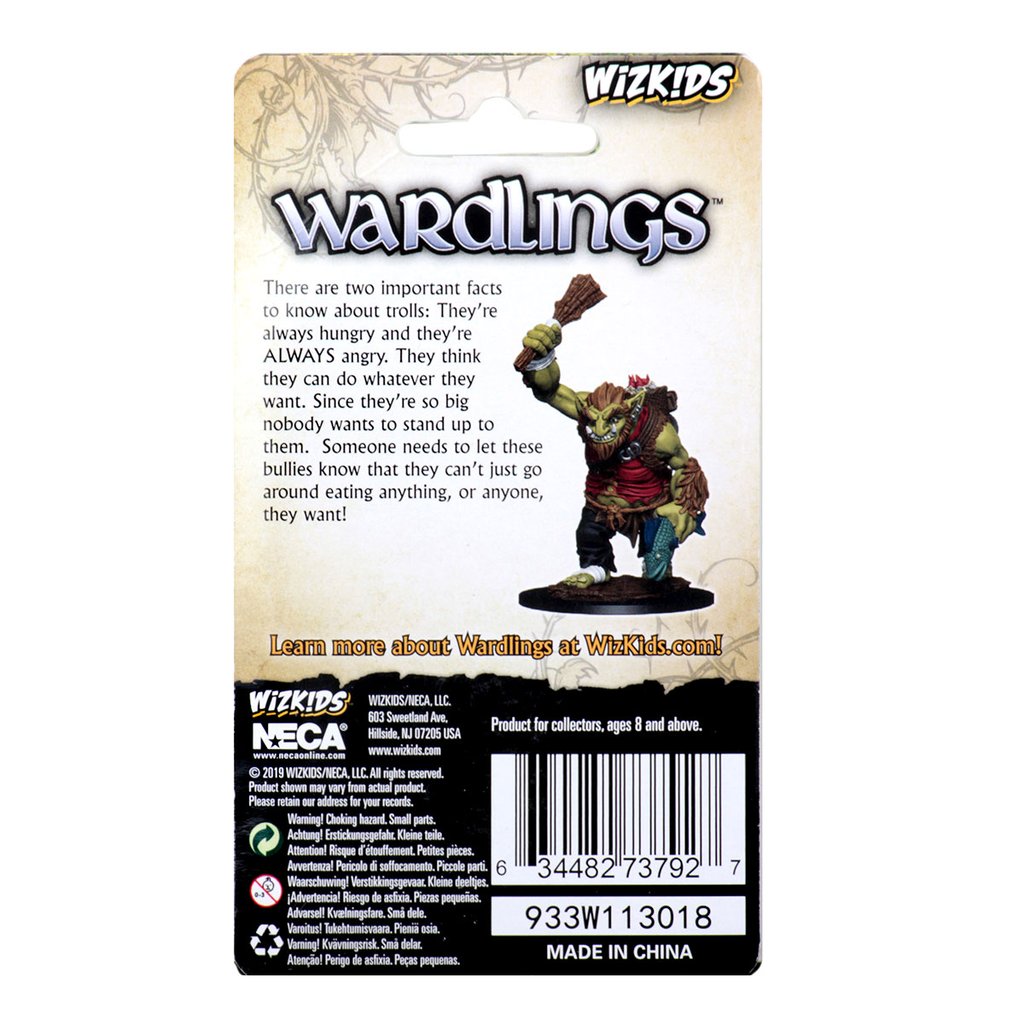 WIZK!DS
WARDLINGS™
There are two important facts
to know about trolls: They're
always hungry and they're
ALWAYS angry. They think
they can do whatever they
want. Since they're so big
nobody wants to stand up to
them. Someone needs to let these
bullies know that they can't just go
around eating anything, or anyone,
they want!
Learn more about Wardlings at WizKids.com!
WIZK!DS
NECA®
www.necaonline.com
WIZKIDS/NECA, LLC.
603 Sweetland Ave,
Hillside, NJ 07205 USA
www.wizkids.com
© 2019 WIZKIDS/NECA, LLC. All rights reserved.
Product shown may vary from actual product.
Please retain our address for your records.
Warning! Choking hazard. Small parts.
Achtung! Erstickungsgefahr. Kleine teile.
Attention! Risque d'étouffement. Petites pièces.
Avvertenza! Pericolo di soffocamento. Piccole parti.
Waarschuwing! Verstikkingsgevaar. Kleine deeltjes.
¡Advertencia! Riesgo de asfixia. Piezas pequeñas.
Advarsel! Kvælningsfare. Små dele.
Varoitus! Tukehtumisvaara. Pieniä osia.
Varning! Kvävningsrisk. Små delar.
Atenção! Perigo de asfixia. Peças pequenas.
0-3
Product for collectors, ages 8 and above.
6 34482 73792 7
933W113018
MADE IN CHINA